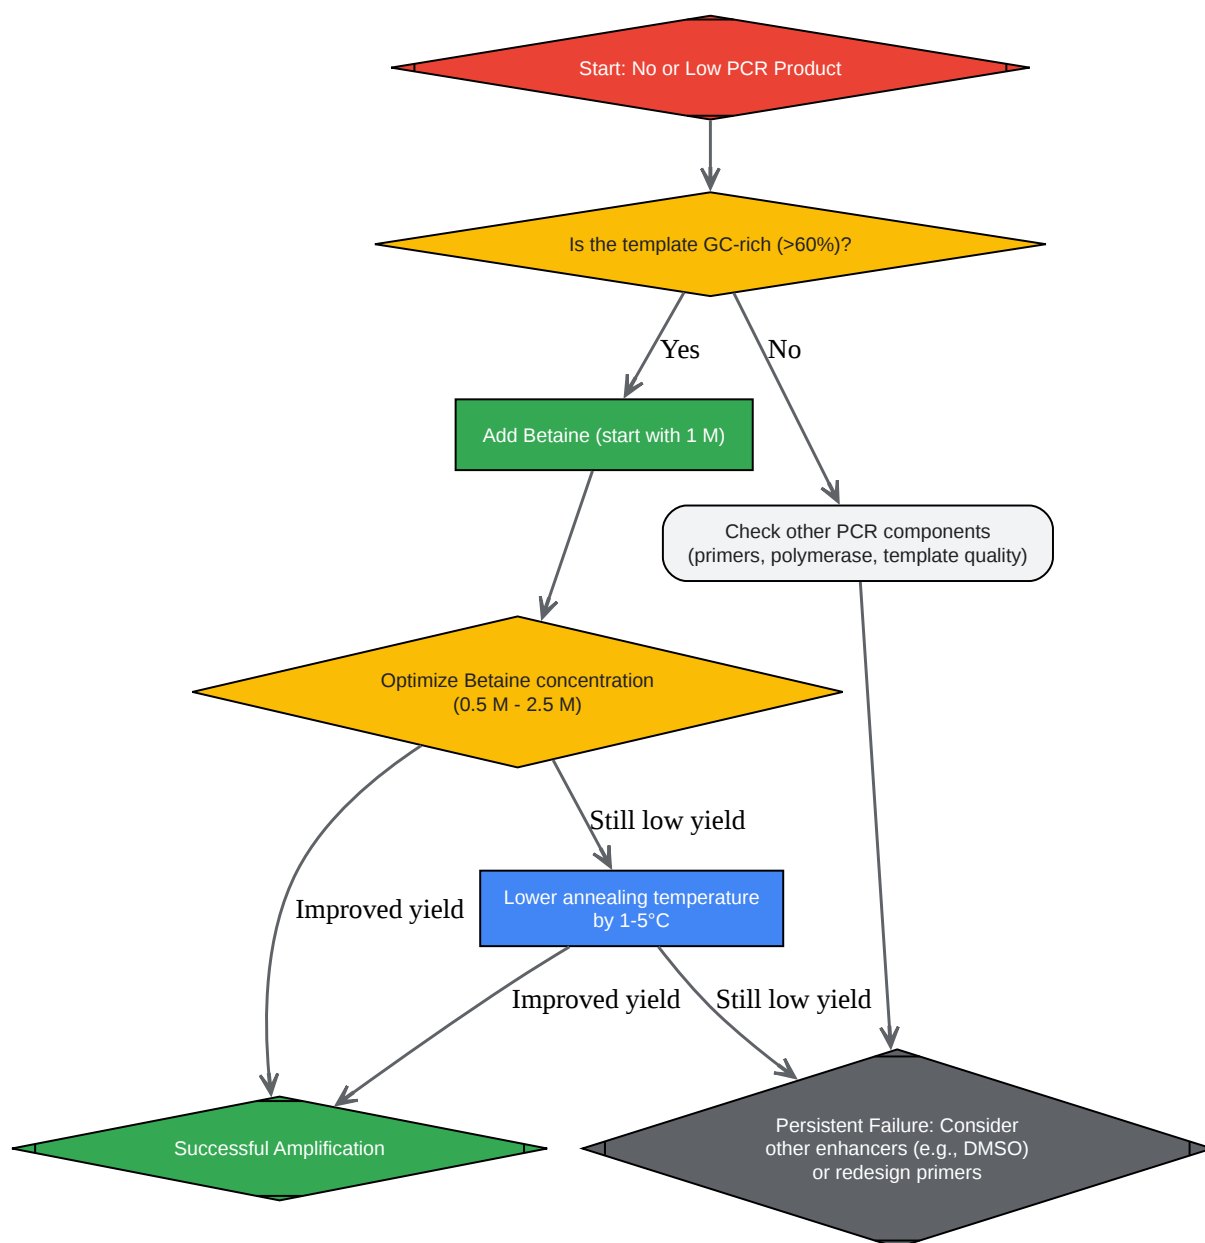 Start: No or Low PCR Product
Is the template GC-rich (>60%)?
Yes
No
Add Betaine (start with 1 M)
Check other PCR components
(primers, polymerase, template quality)
Optimize Betaine concentration
(0.5 M - 2.5 M)
Still low yield
Lower annealing temperature
by 1-5°C
Improved yield
Improved yield
Still low yield
Successful Amplification
Persistent Failure: Consider
other enhancers (e.g., DMSO)
or redesign primers